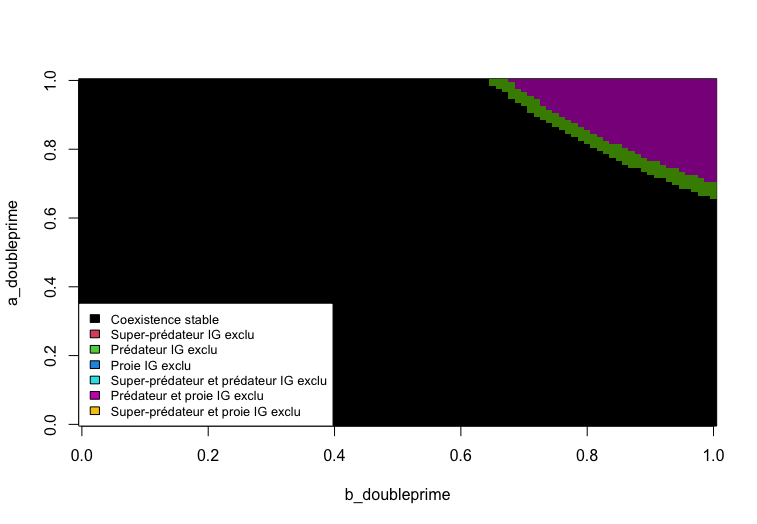 1.0
0.8
0.6
0.4
0.2
0.0
a_doubleprime
Coexistence stable
Super-prédateur IG exclu
Prédateur IG exclu
Proie IG exclu
Super-prédateur et prédateur IG exclu
Prédateur et proie IG exclu
Super-prédateur et proie IG exclu
0.0 0.2 0.4 0.6 0.8 1.0
b_doubleprime